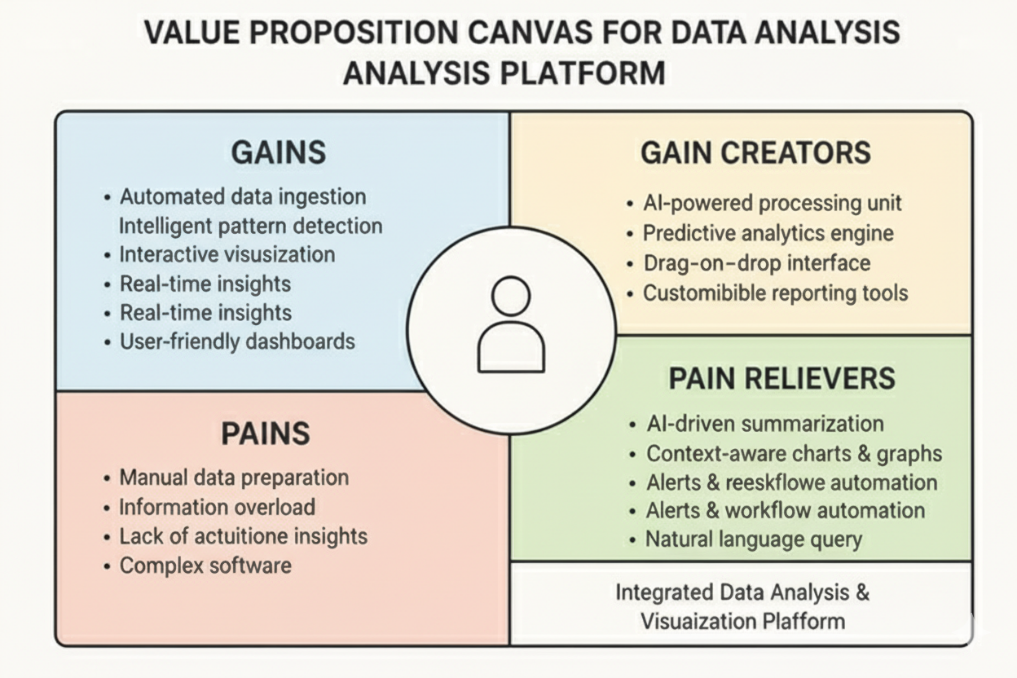 VALUE PROPOSITION CANVAS FOR DATA ANALYSIS
ANALYSIS PLATFORM
GAINS
• Automated data ingestion
Intelligent pattern detection
• Interactive visusization
• Real-time insights
• Real-time insights
• User-friendly dashboards
PAINS
• Manual data preparation
• Information overload
• Lack of actuitione insights
• Complex software
GAIN CREATORS
• AI-powered processing unit
• Predictive analytics engine
• Drag-on-drop interface
• Customibible reporting tools
PAIN RELIEVERS
• AI-driven summarization
• Context-aware charts & graphs
• Alerts & reeskflowe automation
• Alerts & workflow automation
• Natural language query
Integrated Data Analysis &
Visuaization Plafform